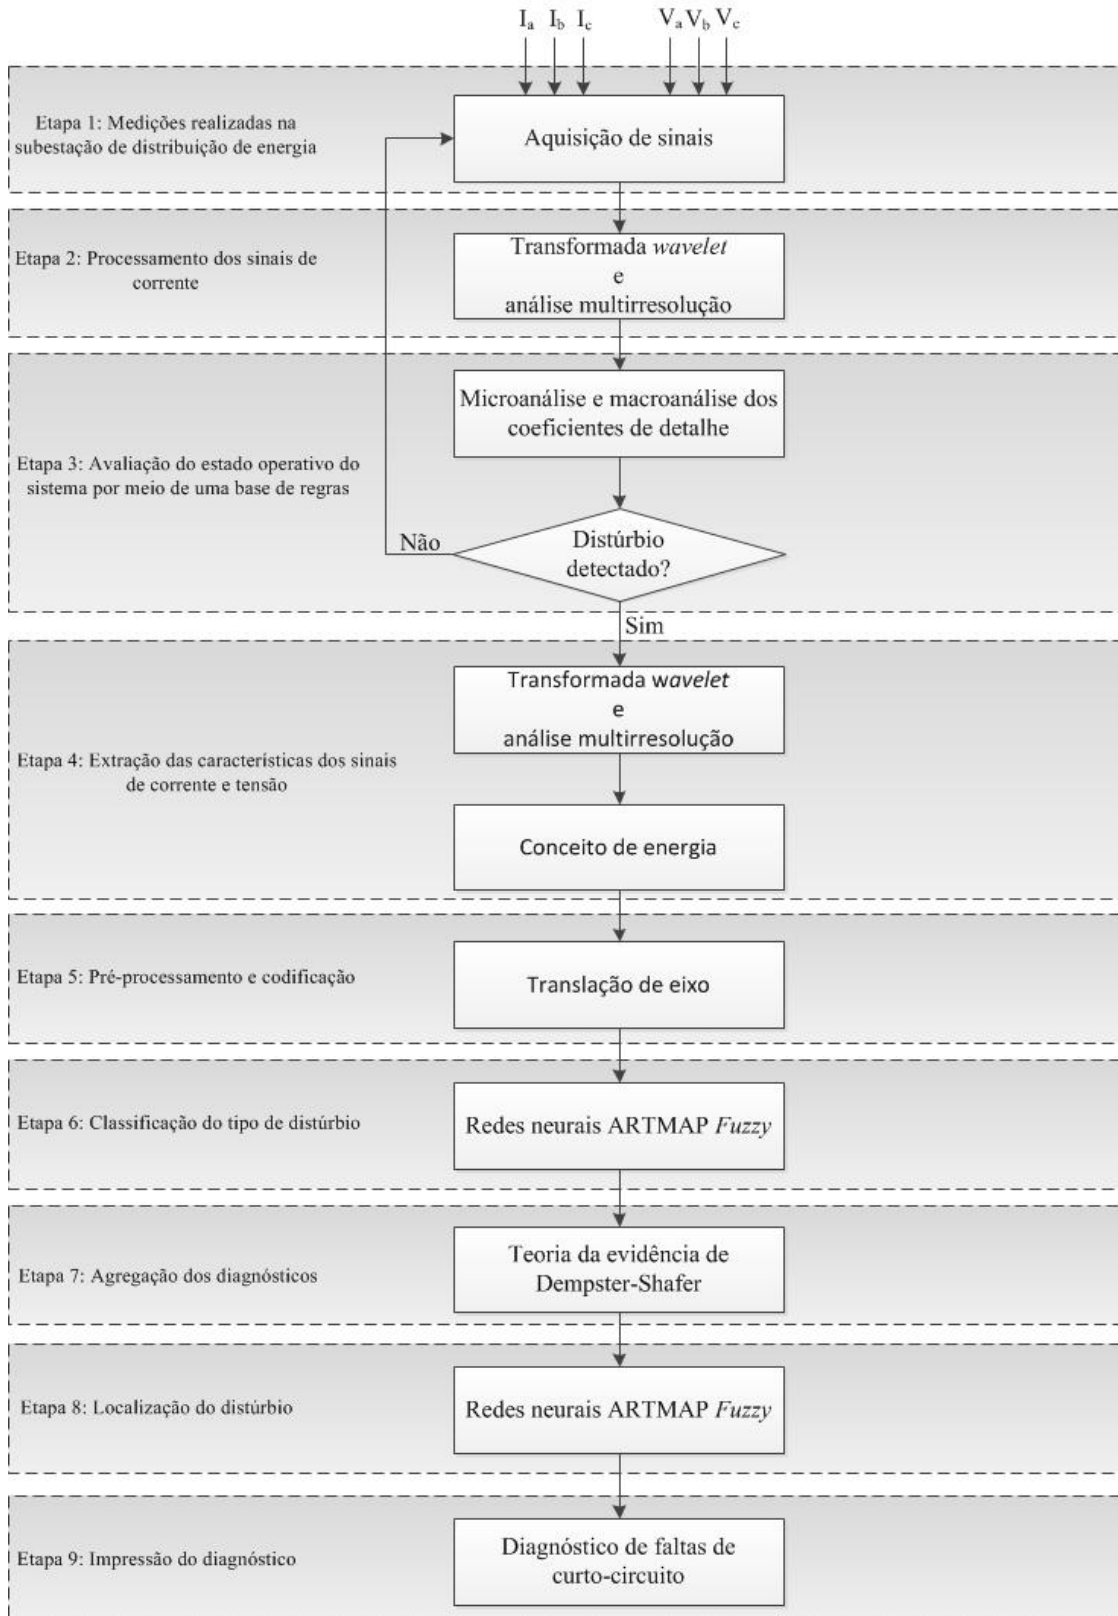 Ia Ib Ic Va Vb Vc
Etapa 1: Medições realizadas na
subestação de distribuição de energia
Aquisição de sinais
Etapa 2: Processamento dos sinais de
corrente
Transformada wavelet
e
análise multirresolução
Etapa 3: Avaliação do estado operativo do
sistema por meio de uma base de regras
Microanálise e macroanálise dos
coeficientes de detalhe
Não
Distúrbio
detectado?
Sim
Etapa 4: Extração das características dos sinais
de corrente e tensão
Transformada wavelet
e
análise multirresolução
Conceito de energia
Etapa 5: Pré-processamento e codificação
Translação de eixo
Etapa 6: Classificação do tipo de distúrbio
Redes neurais ARTMAP Fuzzy
Etapa 7: Agregação dos diagnósticos
Teoria da evidência de
Dempster-Shafer
Etapa 8: Localização do distúrbio
Redes neurais ARTMAP Fuzzy
Etapa 9: Impressão do diagnóstico
Diagnóstico de faltas de
curto-circuito